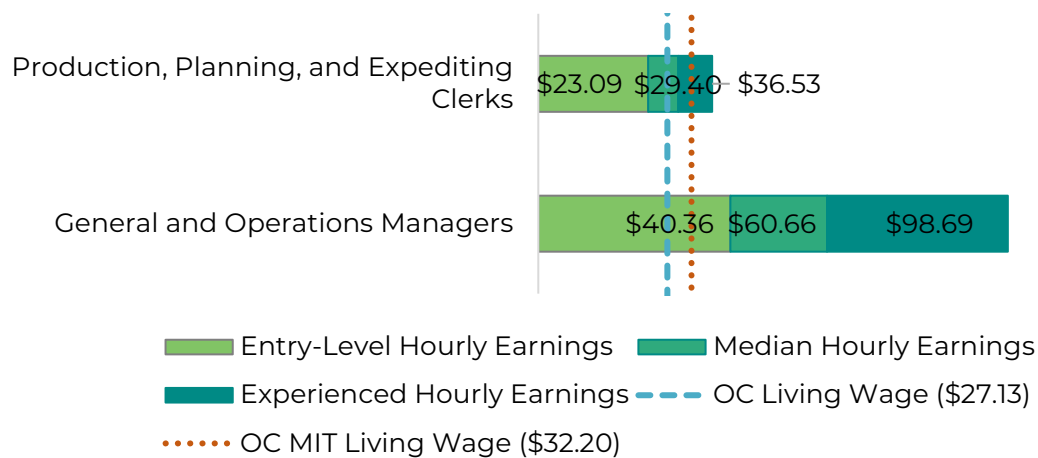 Production, Planning, and Expediting
Clerks
$23.09 $29.40 $36.53
General and Operations Managers
$40.36 $60.66 $98.69
Entry-Level Hourly Earnings Median Hourly Earnings
Experienced Hourly Earnings OC Living Wage ($27.13)
OC MIT Living Wage ($32.20)